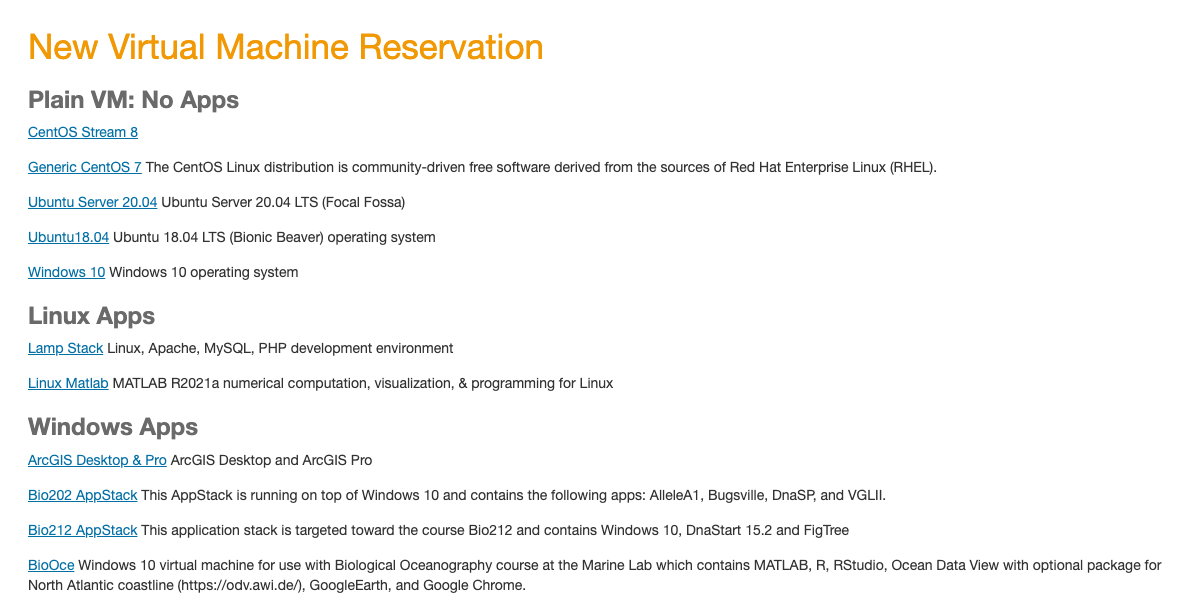 New Virtual Machine Reservation
Plain VM: No Apps
CentOS Stream 8
Generic CentOS 7 The CentOS Linux distribution is community-driven free software derived from the sources of Red Hat Enterprise Linux (RHEL).
Ubuntu Server 20.04 Ubuntu Server 20.04 LTS (Focal Fossa)
Ubuntu18.04 Ubuntu 18.04 LTS (Bionic Beaver) operating system
Windows 10 Windows 10 operating system
Linux Apps
Lamp Stack Linux, Apache, MySQL, PHP development environment
Linux Matlab MATLAB R2021a numerical computation, visualization, & programming for Linux
Windows Apps
ArcGIS Desktop & Pro ArcGIS Desktop and ArcGIS Pro
Bio202 AppStack This AppStack is running on top of Windows 10 and contains the following apps: AlleleA1, Bugsville, DnaSP, and VGLII.
Bio212 AppStack This application stack is targeted toward the course Bio212 and contains Windows 10, DnaStart 15.2 and FigTree
BioOce Windows 10 virtual machine for use with Biological Oceanography course at the Marine Lab which contains MATLAB, R, RStudio, Ocean Data View with optional package for
North Atlantic coastline (https://odv.awi.de/), GoogleEarth, and Google Chrome.